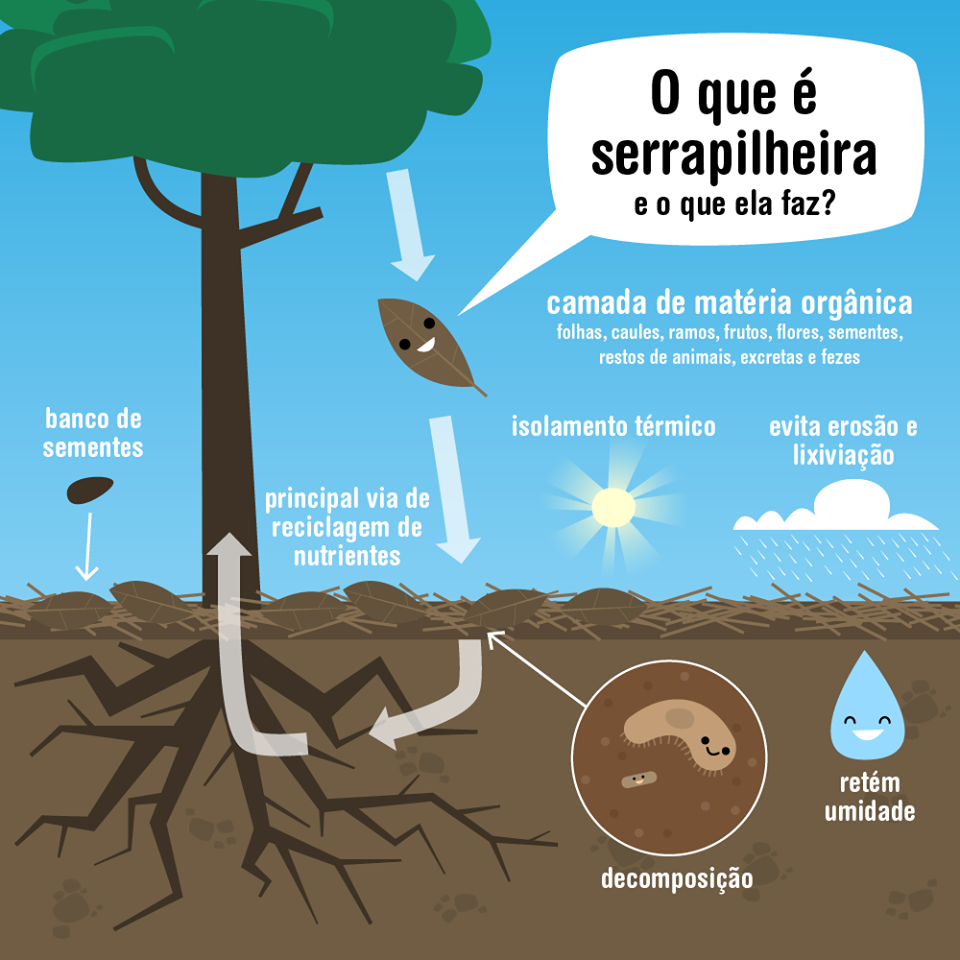 O que é
serrapilheira
e o que ela faz?
camada de matéria orgânica
folhas, caules, ramos, frutos, flores, sementes,
restos de animais, excretas e fezes
banco de
sementes
isolamento térmico
evita erosão e
lixiviação
principal via de
reciclagem de
nutrientes
retém
umidade
decomposição